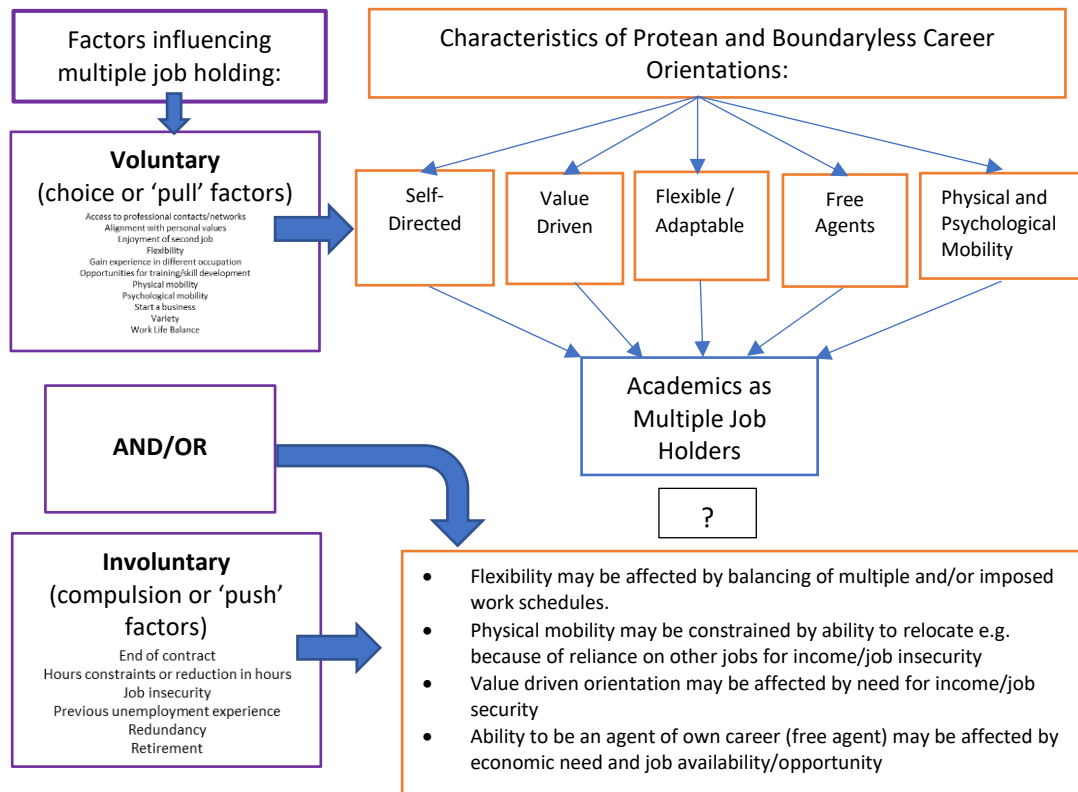 Factors influencing
multiple job holding:
Characteristics of Protean and Boundaryless Career
Orientations:
Voluntary
(choice or ‘pull’ factors)
Access to professional contacts/networks
Alignment with personal values
Enjoyment of second job
Flexibility
Gain experience in different occupation
Opportunities for training/skill development
Physical mobility
Psychological mobility
Start a business
Variety
Work Life Balance
Self-
Directed
Value
Driven
Flexible /
Adaptable
Free
Agents
Physical and
Psychological
Mobility
Academics as
Multiple Job
Holders
AND/OR
?
Involuntary
(compulsion or ‘push’
factors)
End of contract
Hours constraints or reduction in hours
Job insecurity
Previous unemployment experience
Redundancy
Retirement
• Flexibility may be affected by balancing of multiple and/or imposed
work schedules.
• Physical mobility may be constrained by ability to relocate e.g.
because of reliance on other jobs for income/job insecurity
• Value driven orientation may be affected by need for income/job
security
• Ability to be an agent of own career (free agent) may be affected by
economic need and job availability/opportunity